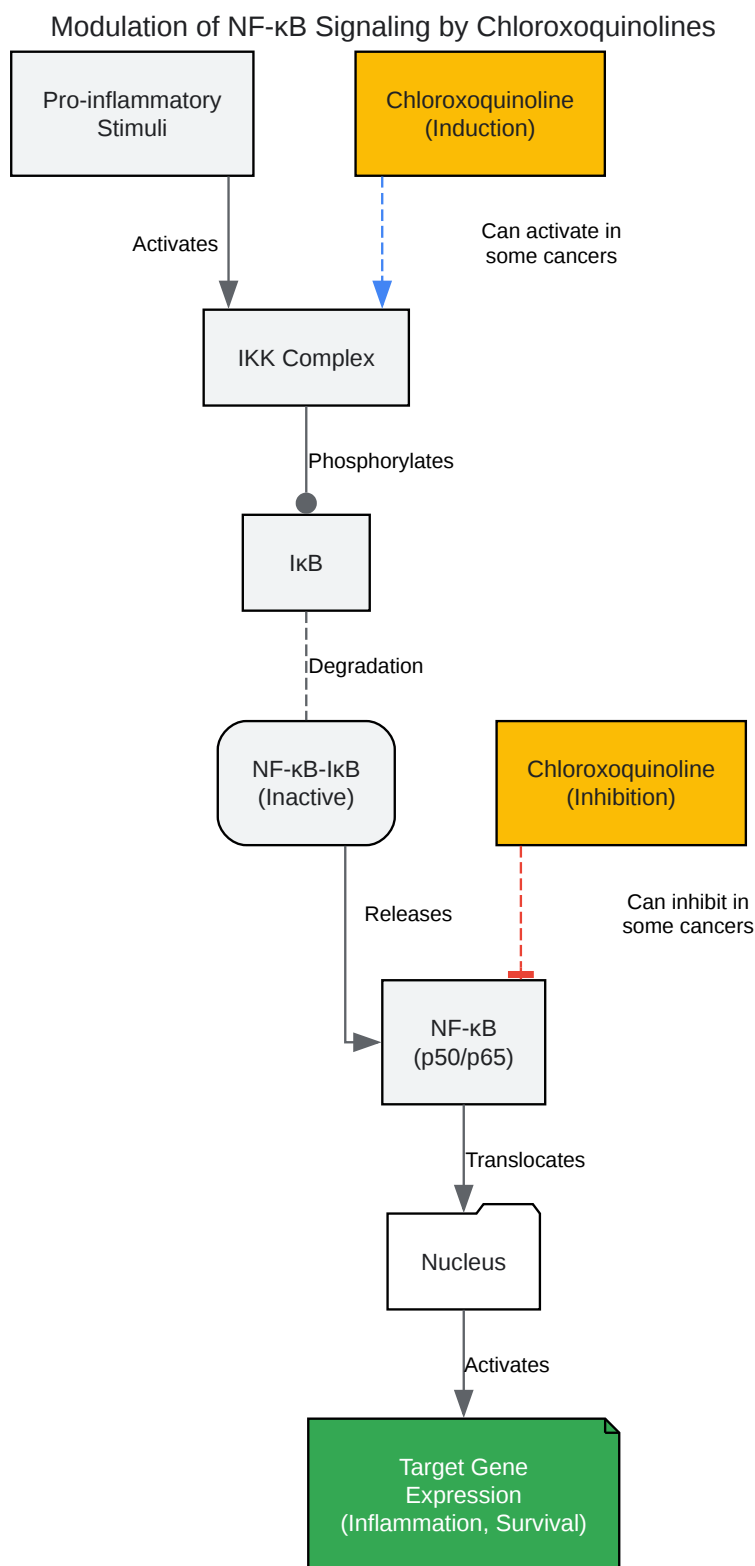 Modulation of NF-κB Signaling by Chloroxoquinolines
Pro-inflammatory
Stimuli
Chloroxoquinoline
(Induction)
Activates
Can activate in
some cancers
IKK Complex
Phosphorylates
IκB
Degradation
NF-κB-IκB
(Inactive)
Chloroxoquinoline
(Inhibition)
Releases
Can inhibit in
some cancers
NF-κB
(p50/p65)
Translocates
Nucleus
Activates
Target Gene
Expression
(Inflammation, Survival)